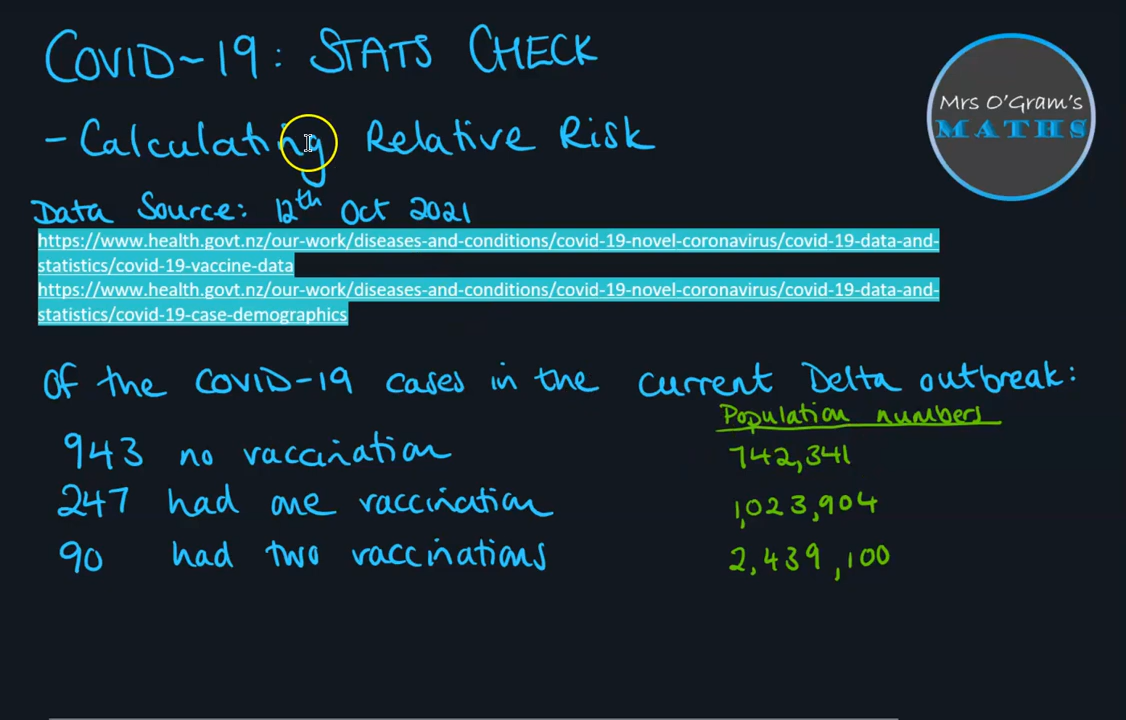 COVID-19: STATS CHECK
Mrs O'Gram's
MATHS
- Calculating Relative Risk
Data Source: 12th Oct 2021
https://www.health.govt.nz/our-work/diseases-and-conditions/covid-19-novel-coronavirus/covid-19-data-and-
statistics/covid-19-vaccine-data
https://www.health.govt.nz/our-work/diseases-and-conditions/covid-19-novel-coronavirus/covid-19-data-and-
statistics/covid-19-case-demographics
Of the COVID-19 cases in the current Delta outbreak:
Population numbers
943 no vaccination 742,341
247 had one vaccination 1,023,904
90 had two vaccinations 2,439,100